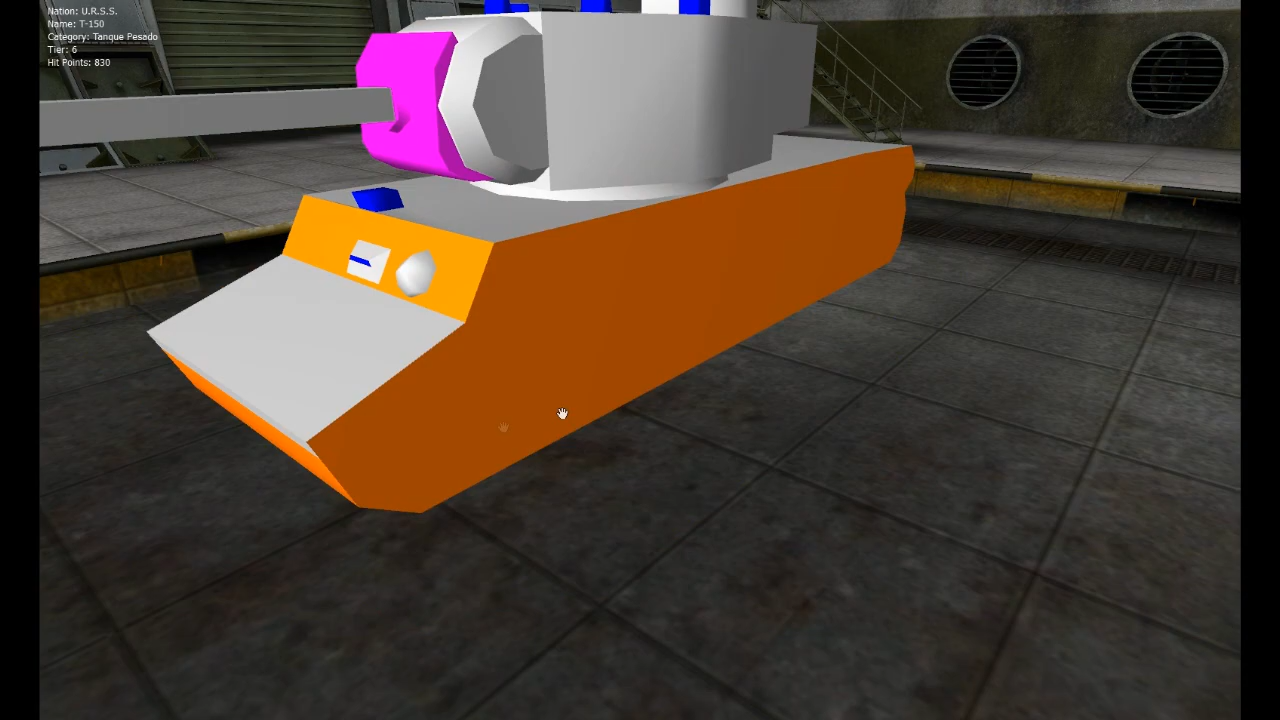 Nation: U.R.S.S.
Name: T-150
Category: Tanque Pesado
Tier: 6
Hit Points: 830